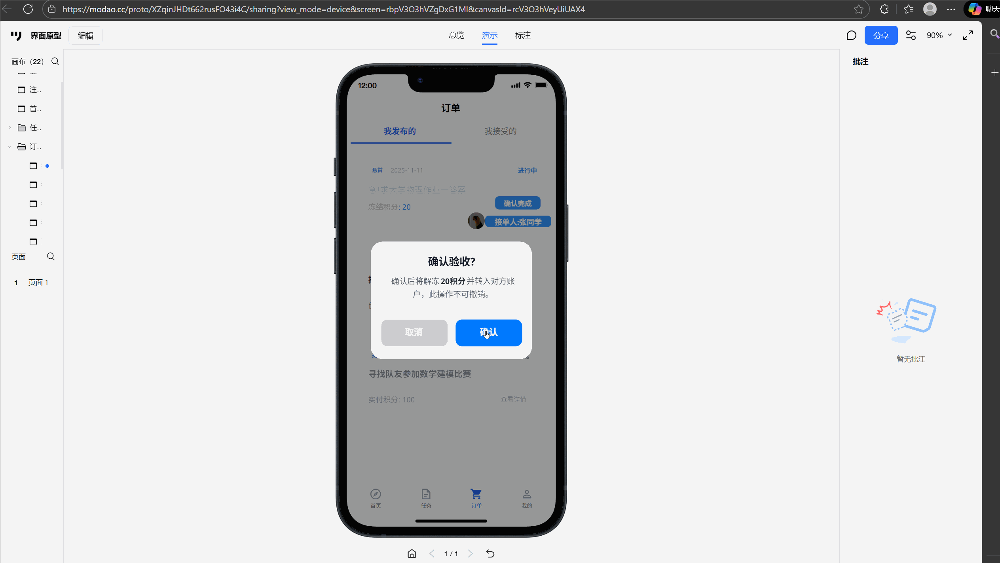 https://modao.cc/proto/XZqinJHDt662rusFO43i4C/sharing?view_mode=device&screen=rbpV3O3hVZgDxG1MI&canvasId=rcV3O3hVeyUiUAX4
聊天
界面原型
编辑
总览
演示
标注
分享
90%
画布（22）
注..
首..
任..
订..
页面
1 页面 1
批注
暂无批注
12:00
订单
我发布的
我接受的
悬赏 2025-11-11 进行中
急!求大学物理作业一答案
冻结积分: 20
确认完成
接单人:张同学
确认验收?
确认后将解冻 20积分 并转入对方账
户，此操作不可撤销。
取消
确认
寻找队友参加数学建模比赛
实付积分: 100
查看详情
首页
任务
订单
我的
1 / 1